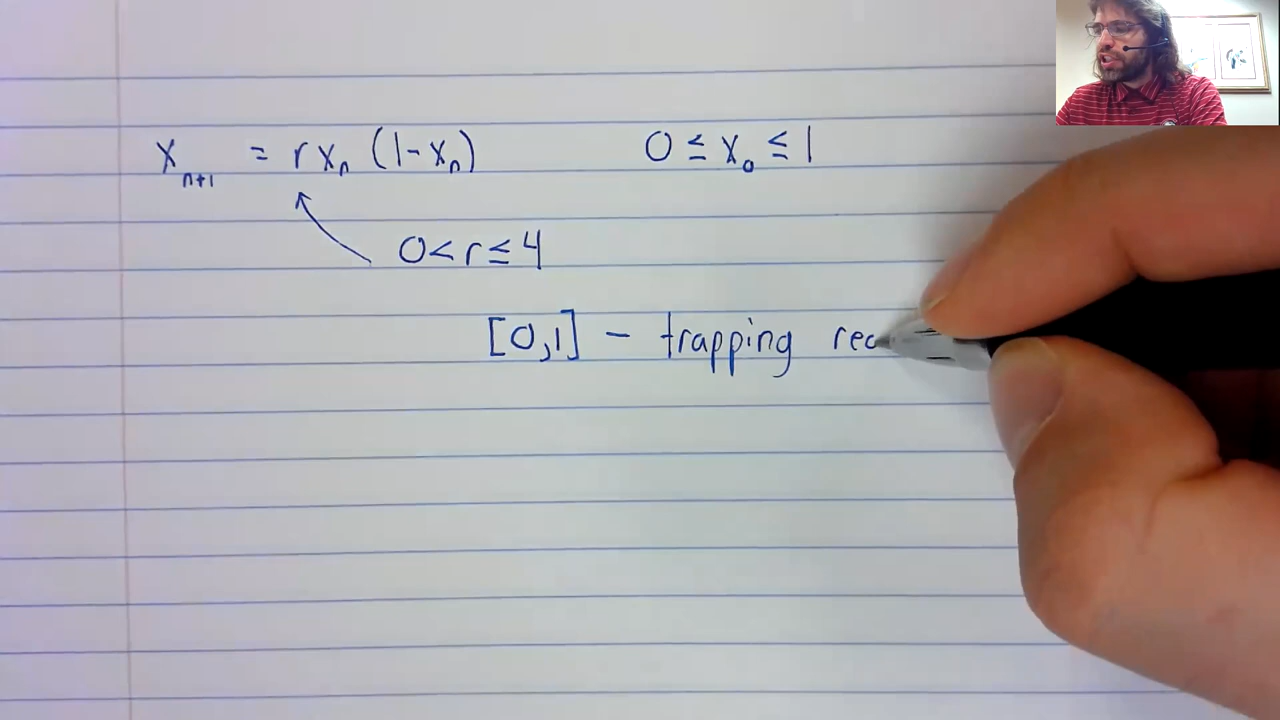 x_{n+1} = r x_n (1 - x_n) 0 ≤ x_0 ≤ 1
0 < r ≤ 4
[0,1] – trapping